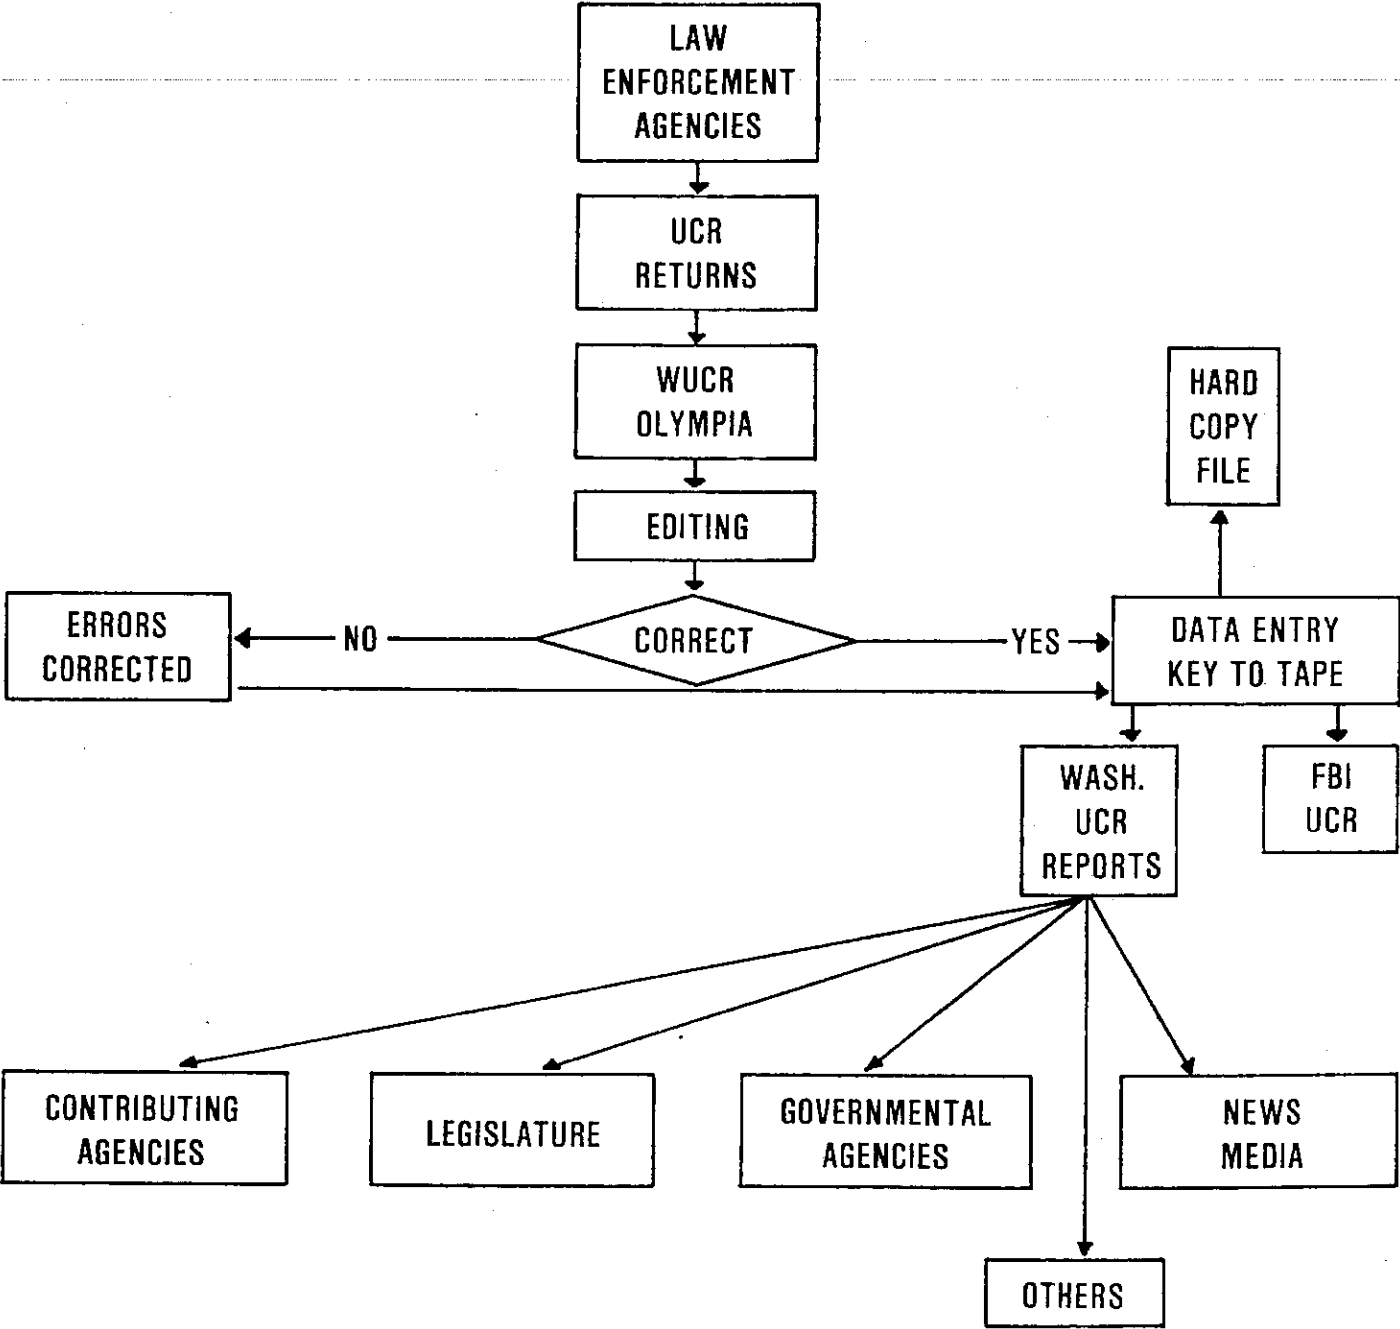 LAW
ENFORCEMENT
AGENCIES
UCR
RETURNS
WUCR
OLYMPIA
HARD
COPY
FILE
EDITING
ERRORS
CORRECTED
NO
CORRECT
YES
DATA ENTRY
KEY TO TAPE
WASH.
UCR
REPORTS
FBI
UCR
CONTRIBUTING
AGENCIES
LEGISLATURE
GOVERNMENTAL
AGENCIES
NEWS
MEDIA
OTHERS